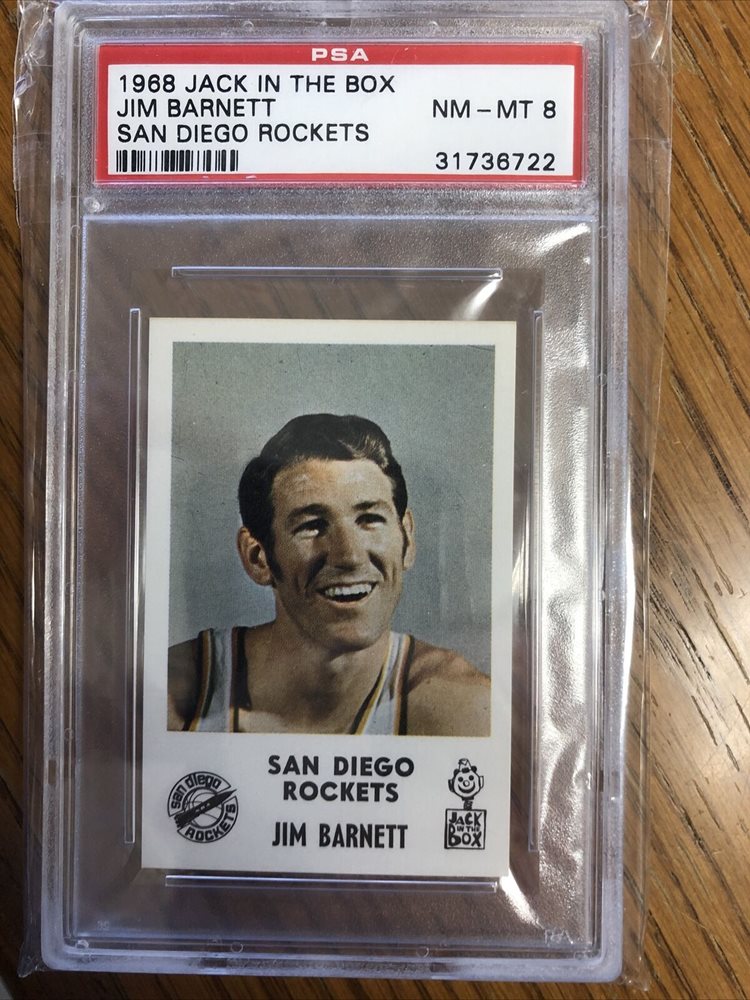 PSA
1968 JACK IN THE BOX
JIM BARNETT NM-MT 8
SAN DIEGO ROCKETS
31736722
SAN DIEGO
ROCKETS
JIM BARNETT
san diego
ROCKETS
JACK
IN THE
BOX
PSA